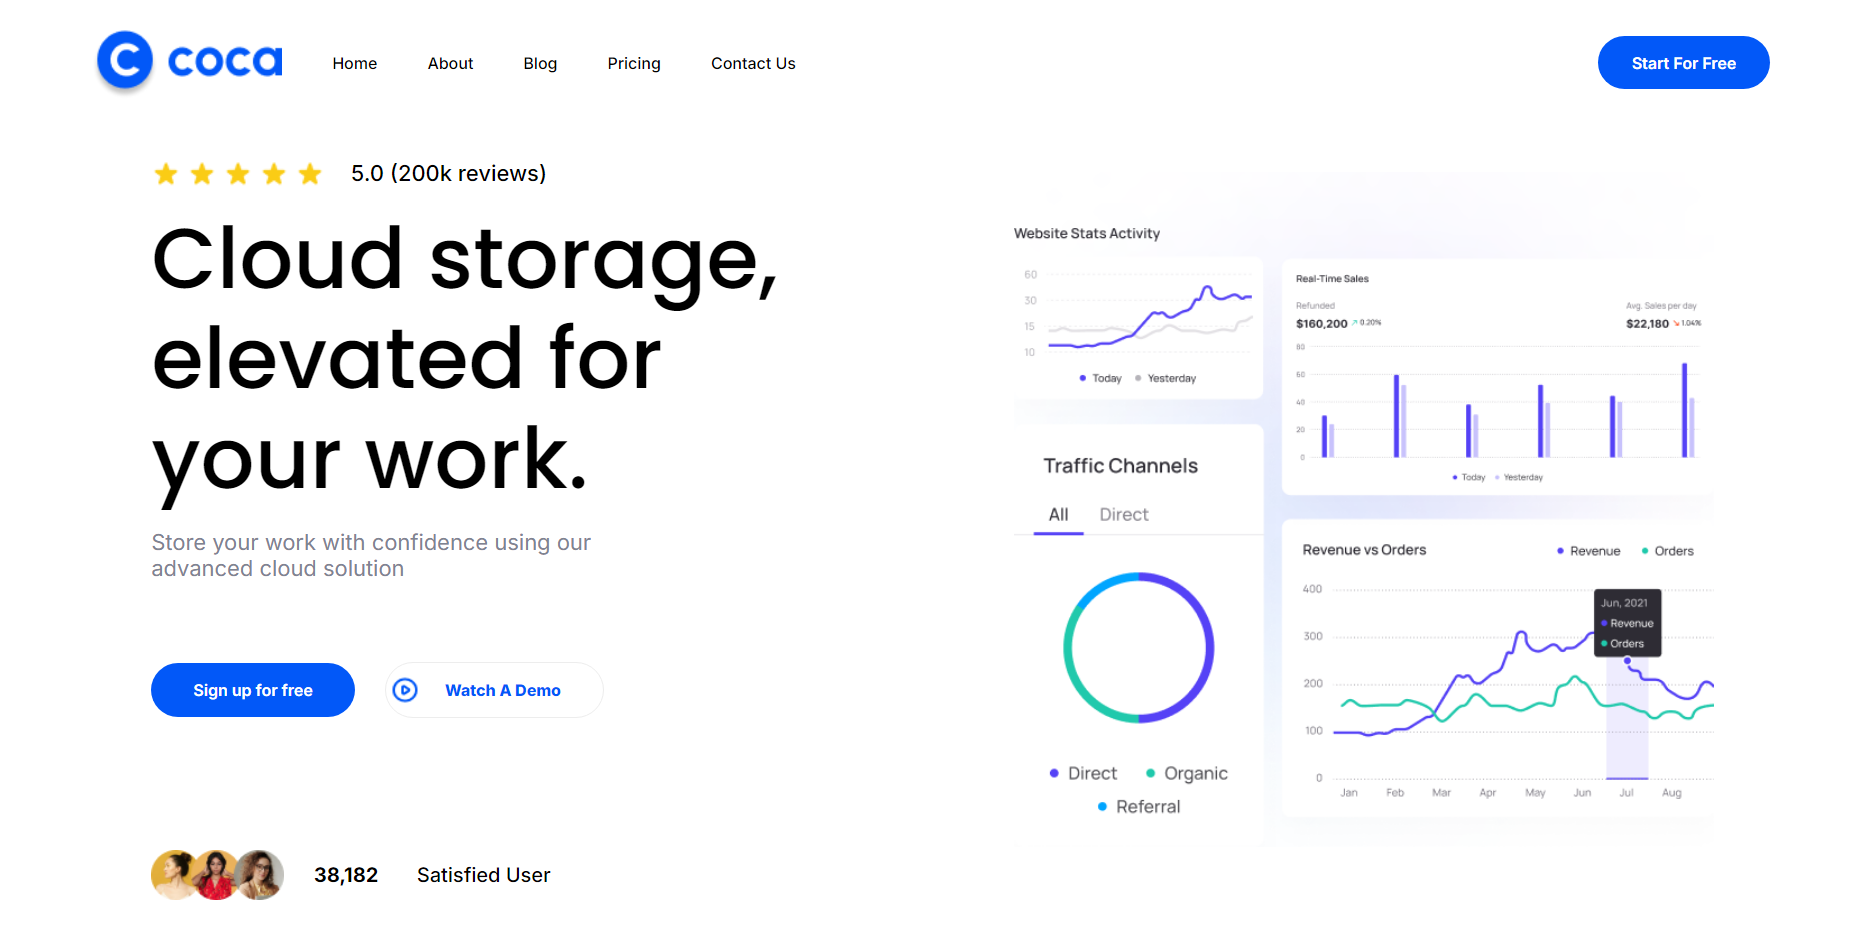 C coca
Home
About
Blog
Pricing
Contact Us
Start For Free
5.0 (200k reviews)
Cloud storage,
elevated for
your work.
Store your work with confidence using our
advanced cloud solution
Sign up for free
Watch A Demo
38,182
Satisfied User
Website Stats Activity
60
30
15
10
Today
Yesterday
Real-Time Sales
Refunded
Avg. Sales per day
$160,200 0.20%
$22,180 1.04%
80
60
40
20
0
Today
Yesterday
Traffic Channels
All
Direct
Direct
Organic
Referral
Revenue vs Orders
Revenue
Orders
400
300
200
100
0
Jun, 2021
Revenue
Orders
Jan
Feb
Mar
Apr
May
Jun
Jul
Aug